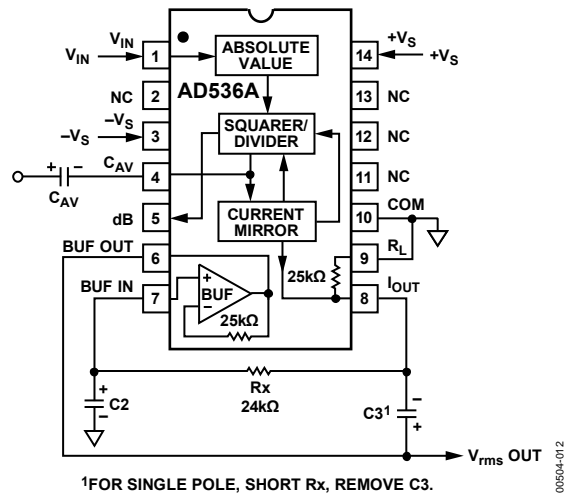 V_IN
V_IN
1
ABSOLUTE
VALUE
14
+V_S
+V_S
NC
2
AD536A
13
NC
–V_S
–V_S
3
SQUARER/
DIVIDER
12
NC
+ –
C_AV
C_AV
4
11
NC
dB
5
CURRENT
MIRROR
10
COM
BUF OUT
6
25kΩ
9
R_L
BUF IN
7
+
BUF
–
25kΩ
8
I_OUT
+
C2
–
Rx
24kΩ
–
C3¹
+
V_rms OUT
¹FOR SINGLE POLE, SHORT Rx, REMOVE C3.
00504-012